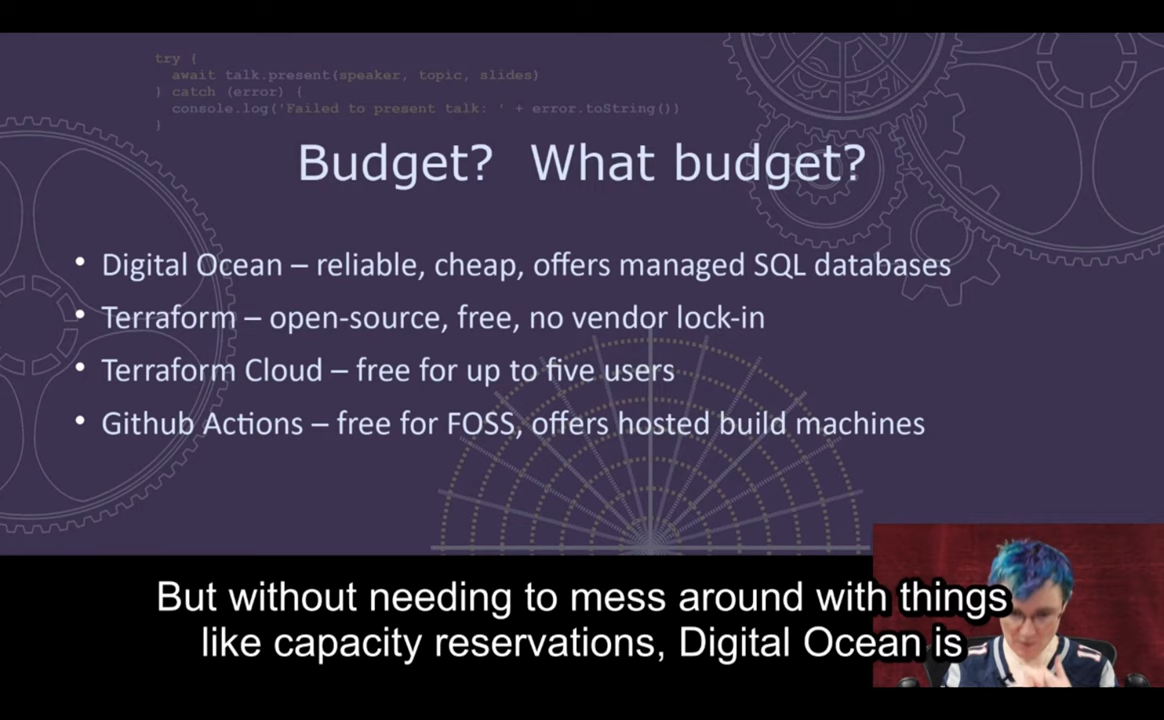 try {
await talk.present(speaker, topic, slides)
} catch (error) {
console.log('Failed to present talk: ' + error.toString())
}
Budget? What budget?
• Digital Ocean – reliable, cheap, offers managed SQL databases
• Terraform – open-source, free, no vendor lock-in
• Terraform Cloud – free for up to five users
• Github Actions – free for FOSS, offers hosted build machines
But without needing to mess around with things
like capacity reservations, Digital Ocean is